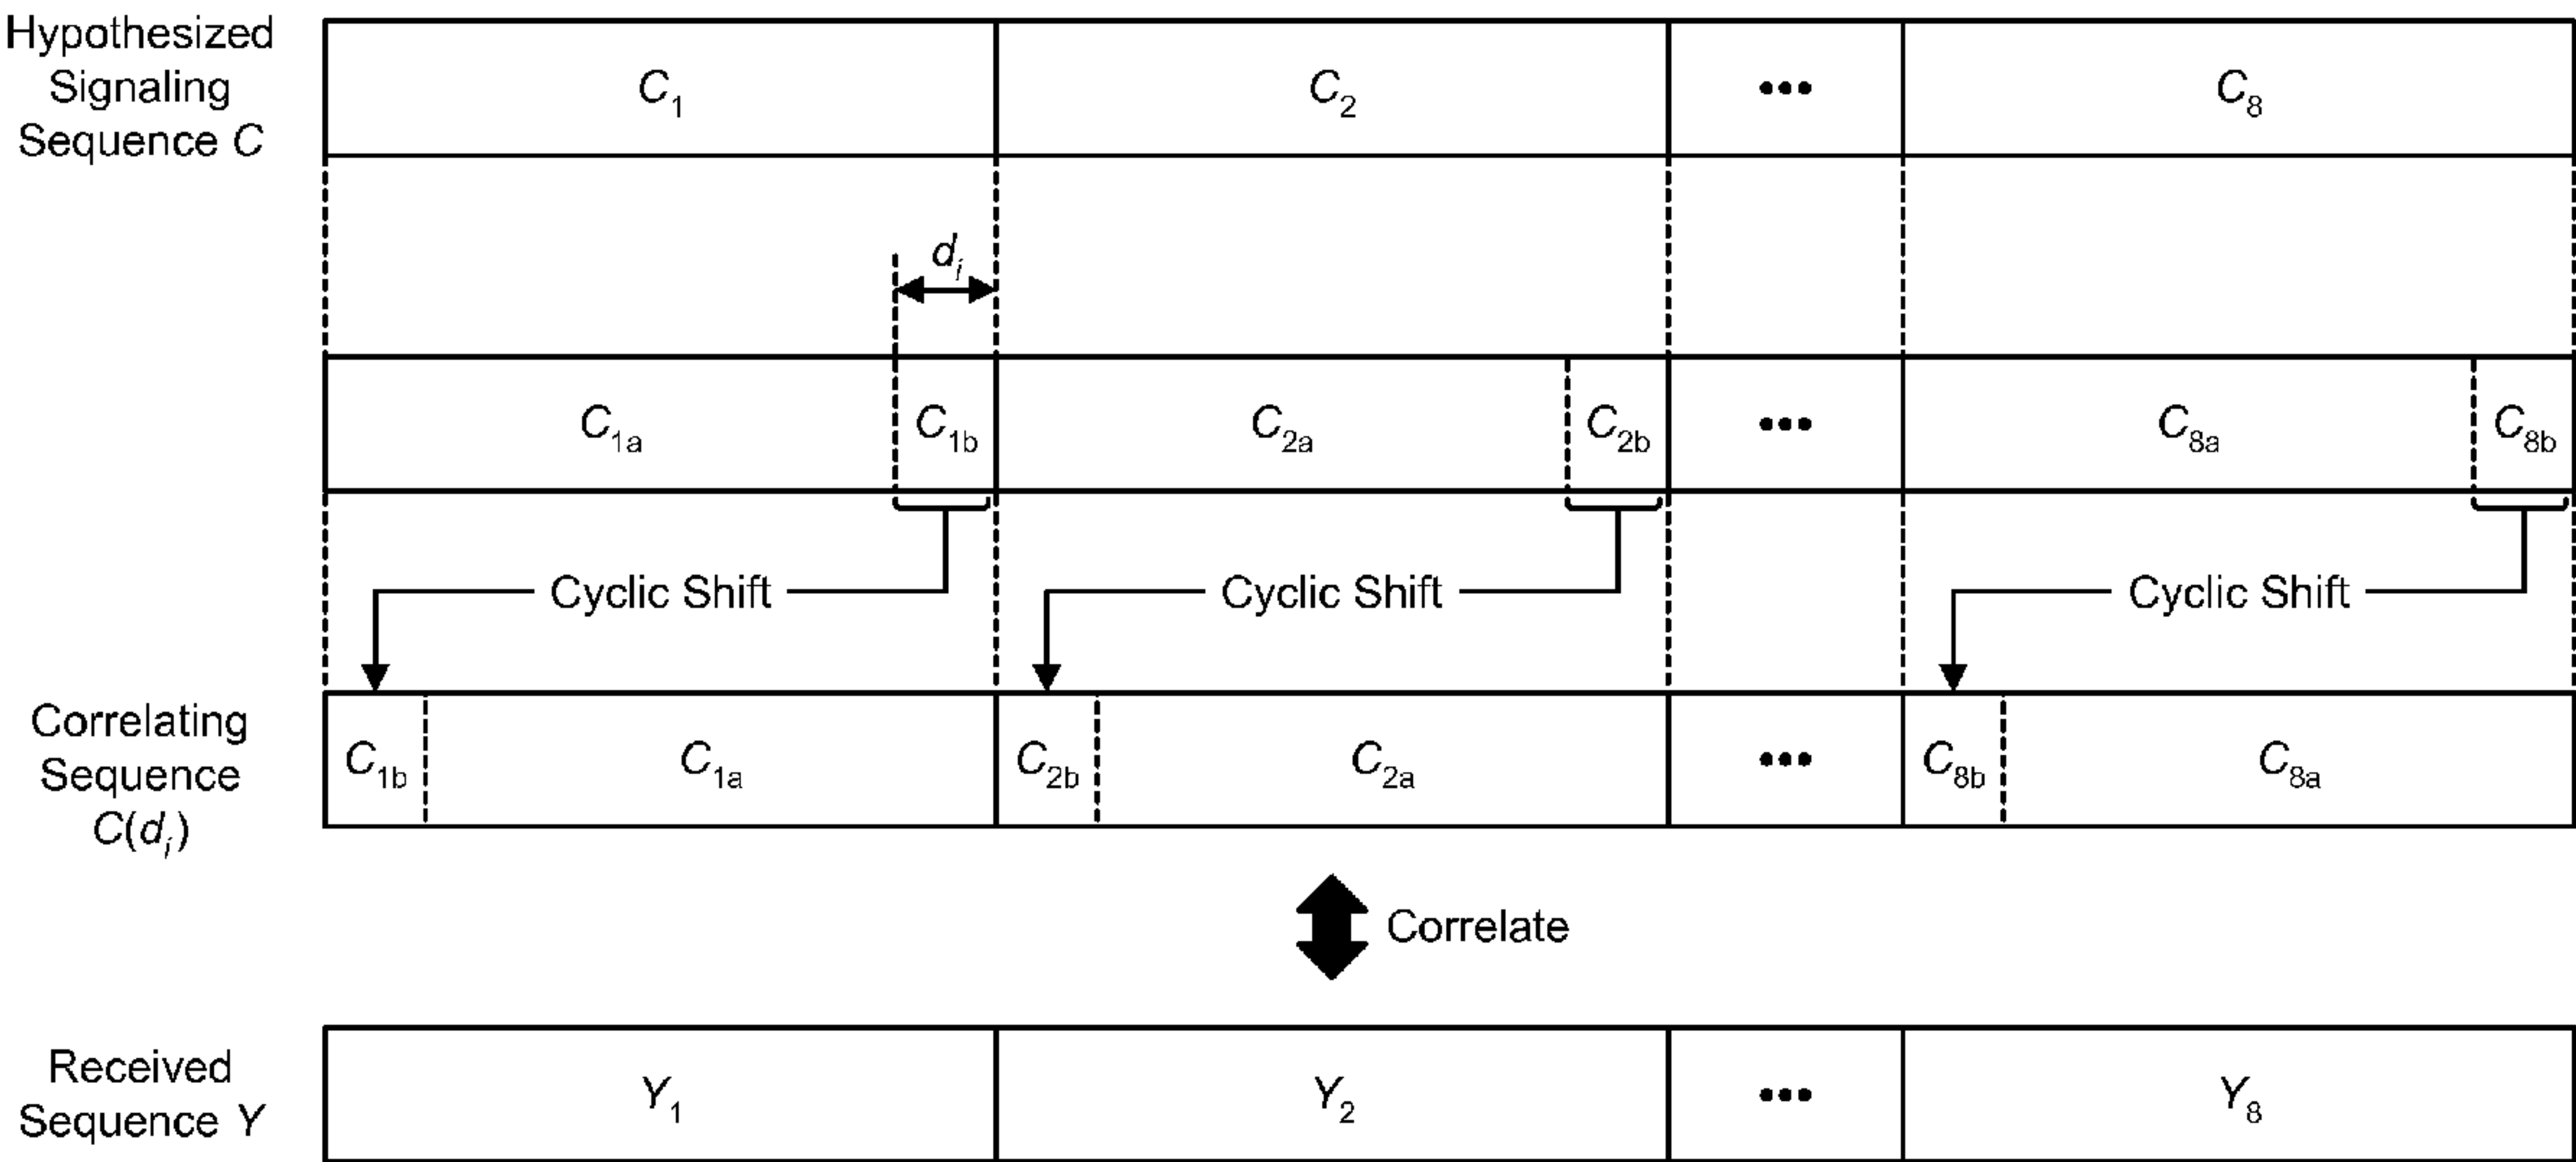 Hypothesized
Signaling
Sequence C
C1 C2 ••• C8
di
C1a C1b C2a C2b ••• C8a C8b
Cyclic Shift Cyclic Shift Cyclic Shift
Correlating
Sequence
C(di)
C1b C1a C2b C2a ••• C8b C8a
Correlate
Received
Sequence Y
Y1 Y2 ••• Y8